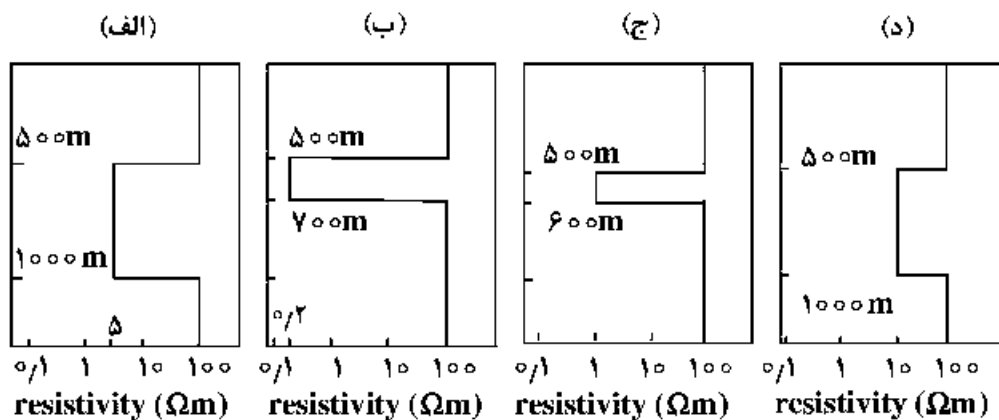 (الف) (ب) (ج) (د)
۵۰۰m ۵۰۰m ۵۰۰m ۵۰۰m
۱۰۰۰m ۷۰۰m ۶۰۰m ۱۰۰۰m
۵ ۰/۲
۰/۱ ۱ ۱۰ ۱۰۰ ۰/۱ ۱ ۱۰ ۱۰۰ ۰/۱ ۱ ۱۰ ۱۰۰ ۰/۱ ۱ ۱۰ ۱۰۰
resistivity (Ωm) resistivity (Ωm) resistivity (Ωm) resistivity (Ωm)